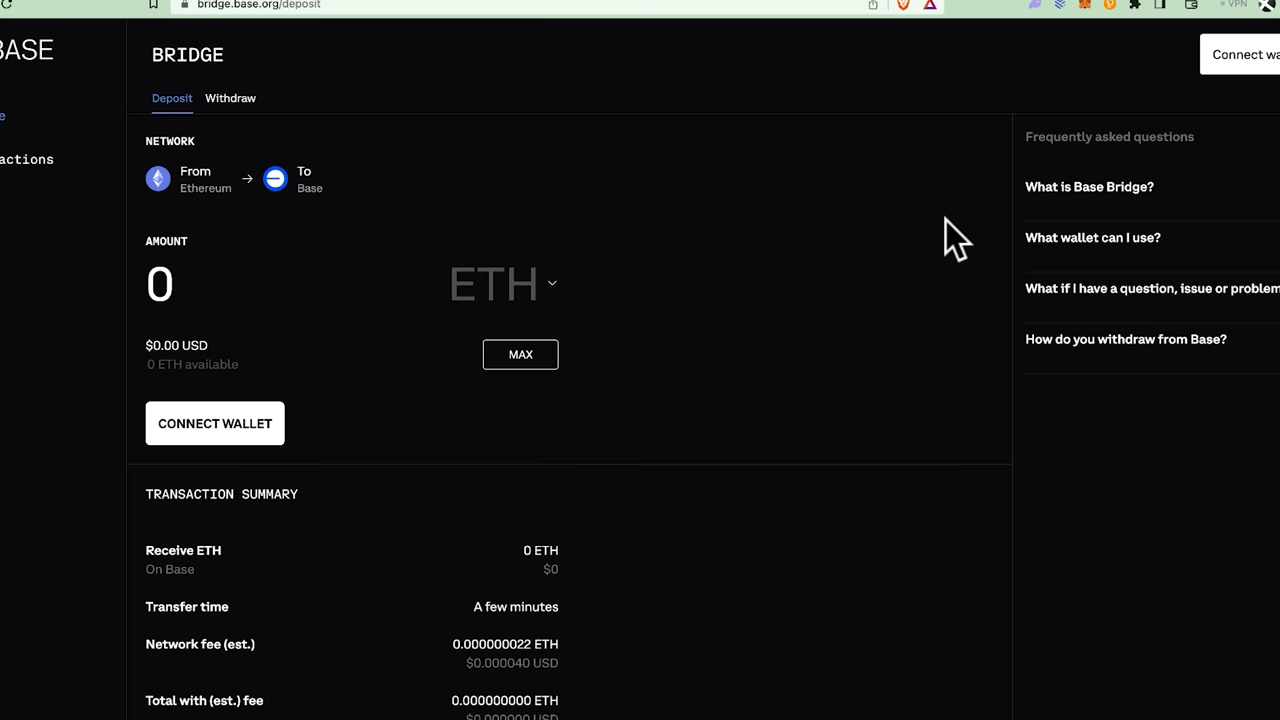 bridge.base.org/deposit
VPN
BASE
BRIDGE
Connect wa
Deposit
Withdraw
e
actions
NETWORK
From
Ethereum
To
Base
AMOUNT
0
ETH
$0.00 USD
0 ETH available
MAX
CONNECT WALLET
TRANSACTION SUMMARY
Receive ETH
0 ETH
On Base
$0
Transfer time
A few minutes
Network fee (est.)
0.000000022 ETH
$0.000040 USD
Total with (est.) fee
0.000000000 ETH
$0.000000 USD
Frequently asked questions
What is Base Bridge?
What wallet can I use?
What if I have a question, issue or problem
How do you withdraw from Base?